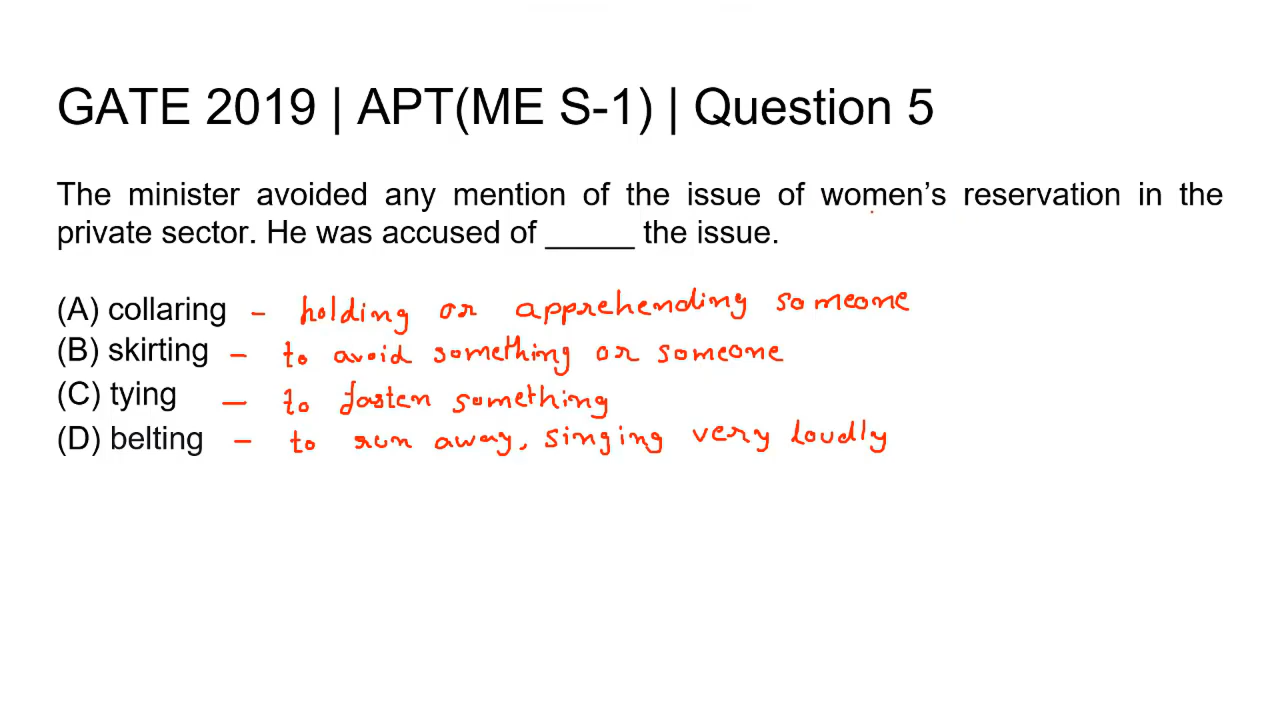 GATE 2019 | APT(ME S-1) | Question 5
The minister avoided any mention of the issue of women’s reservation in the
private sector. He was accused of _____ the issue.
(A) collaring - holding or apprehending someone
(B) skirting - to avoid something or someone
(C) tying - to fasten something
(D) belting - to run away, singing very loudly